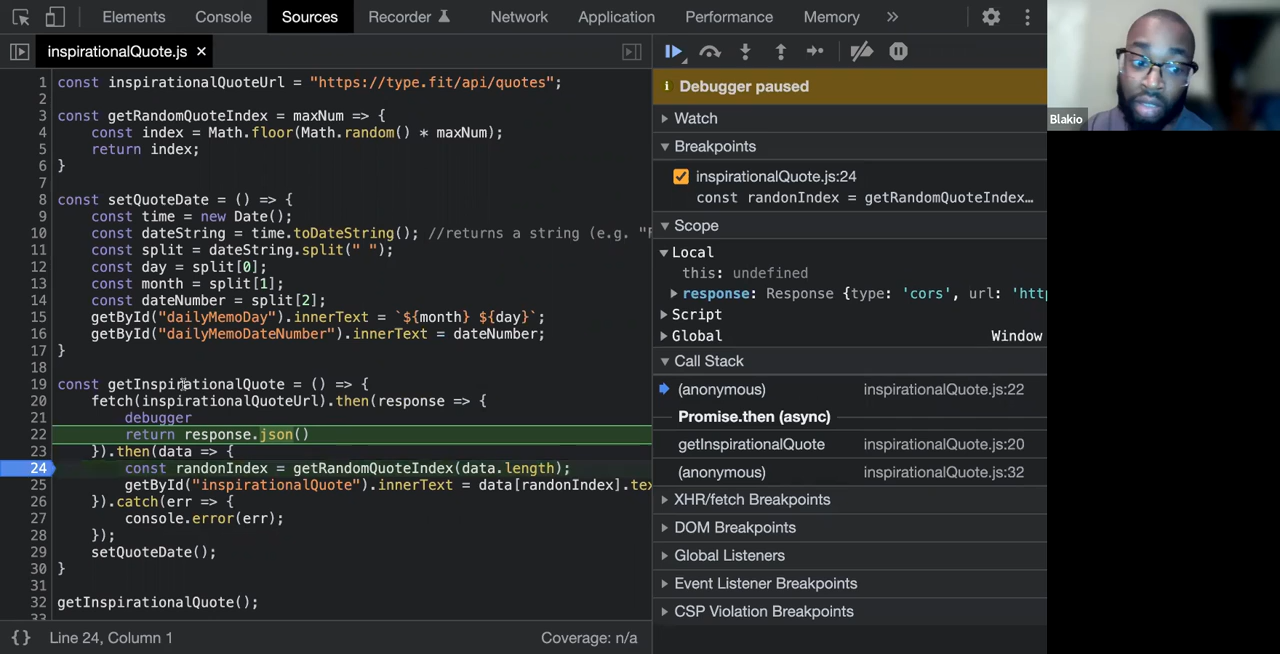 Elements Console Sources Recorder Network Application Performance Memory »
inspirationalQuote.js ×
1 const inspirationalQuoteUrl = "https://type.fit/api/quotes";
2
3 const getRandomQuoteIndex = maxNum => {
4 const index = Math.floor(Math.random() * maxNum);
5 return index;
6 }
7
8 const setQuoteDate = () => {
9 const time = new Date();
10 const dateString = time.toDateString(); //returns a string (e.g.
11 const split = dateString.split(" ");
12 const day = split[0];
13 const month = split[1];
14 const dateNumber = split[2];
15 getById("dailyMemoDay").innerText = `${month} ${day}`;
16 getById("dailyMemoDateNumber").innerText = dateNumber;
17 }
18
19 const getInspirationalQuote = () => {
20 fetch(inspirationalQuoteUrl).then(response => {
21 debugger
22 return response.json()
23 }).then(data => {
24 const randonIndex = getRandomQuoteIndex(data.length);
25 getById("inspirationalQuote").innerText = data[randonIndex].tex
26 }).catch(err => {
27 console.error(err);
28 });
29 setQuoteDate();
30 }
31
32 getInspirationalQuote();
33
{} Line 24, Column 1 Coverage: n/a
Debugger paused
Watch
Breakpoints
inspirationalQuote.js:24
const randonIndex = getRandomQuoteIndex…
Scope
Local
this: undefined
response: Response {type: 'cors', url: 'htt
Script
Global Window
Call Stack
(anonymous) inspirationalQuote.js:22
Promise.then (async)
getInspirationalQuote inspirationalQuote.js:20
(anonymous) inspirationalQuote.js:32
XHR/fetch Breakpoints
DOM Breakpoints
Global Listeners
Event Listener Breakpoints
CSP Violation Breakpoints
Blakio